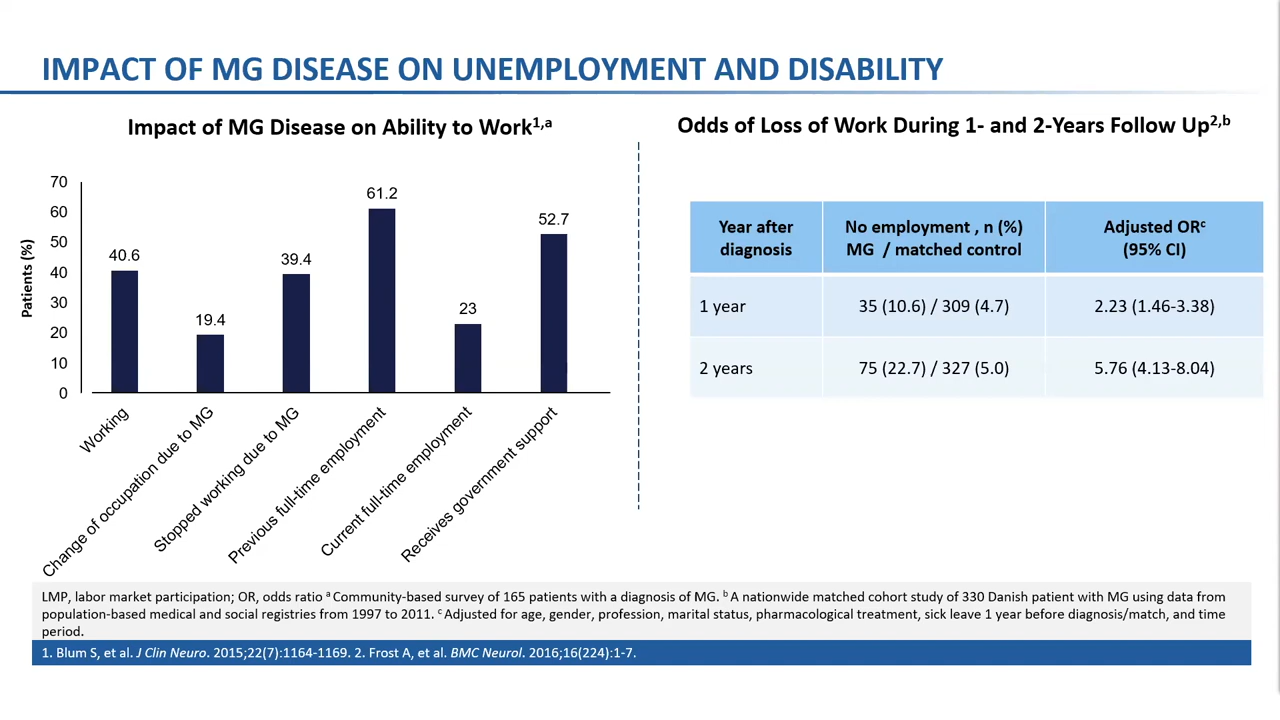 IMPACT OF MG DISEASE ON UNEMPLOYMENT AND DISABILITY
Impact of MG Disease on Ability to Work1,a
Patients (%)
70
60
50
40
30
20
10
0
40.6
19.4
39.4
61.2
23
52.7
Working
Change of occupation due to MG
Stopped working due to MG
Previous full-time employment
Current full-time employment
Receives government support
Odds of Loss of Work During 1- and 2-Years Follow Up2,b
Year after diagnosis
No employment , n (%)
MG / matched control
Adjusted ORc
(95% CI)
1 year
35 (10.6) / 309 (4.7)
2.23 (1.46-3.38)
2 years
75 (22.7) / 327 (5.0)
5.76 (4.13-8.04)
LMP, labor market participation; OR, odds ratio a Community-based survey of 165 patients with a diagnosis of MG. b A nationwide matched cohort study of 330 Danish patient with MG using data from
population-based medical and social registries from 1997 to 2011. c Adjusted for age, gender, profession, marital status, pharmacological treatment, sick leave 1 year before diagnosis/match, and time
period.
1. Blum S, et al. J Clin Neuro. 2015;22(7):1164-1169. 2. Frost A, et al. BMC Neurol. 2016;16(224):1-7.